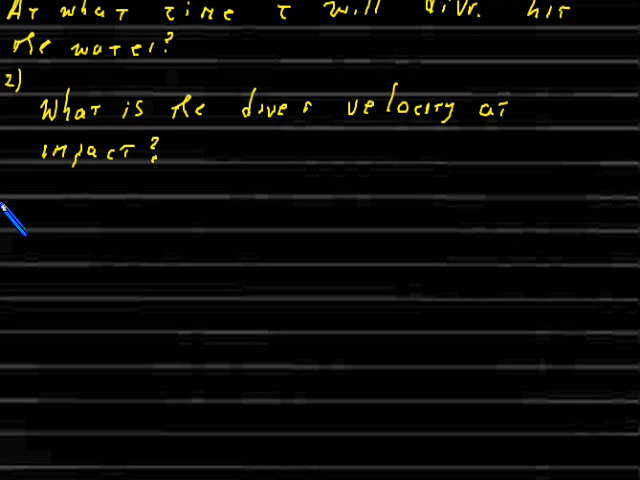 At what time t will diver hit
the water?
2)
What is the diver velocity at
impact?